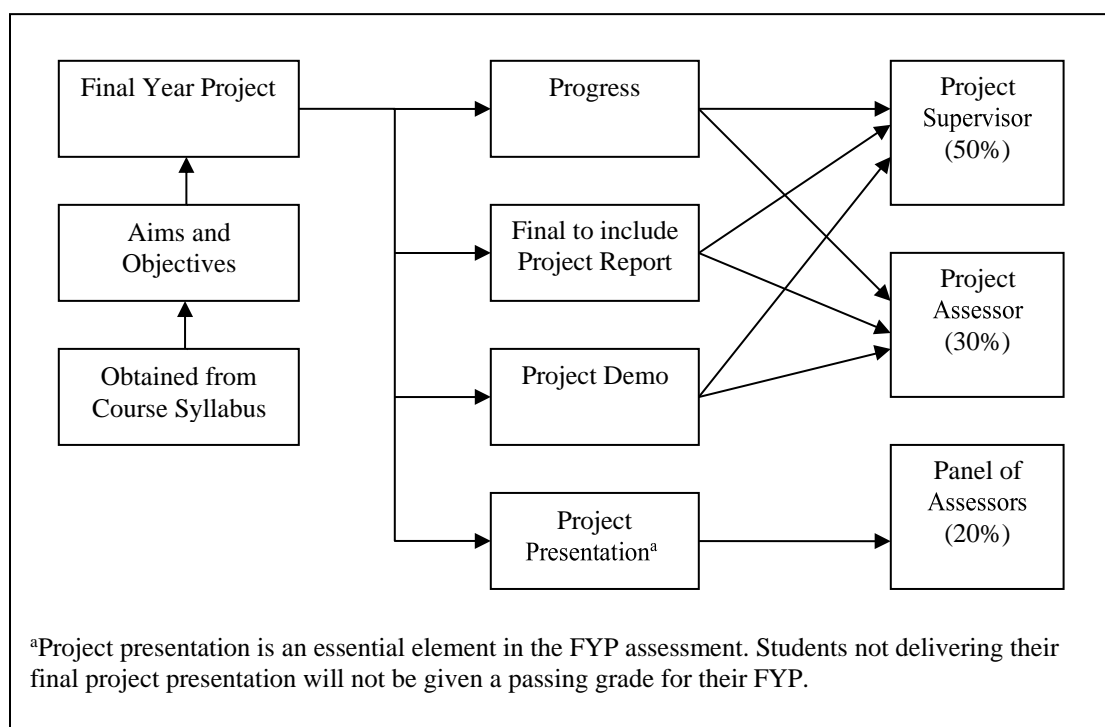 Final Year Project
Aims and
Objectives
Obtained from
Course Syllabus
Progress
Final to include
Project Report
Project Demo
Project
Presentationᵃ
Project
Supervisor
(50%)
Project
Assessor
(30%)
Panel of
Assessors
(20%)
ᵃProject presentation is an essential element in the FYP assessment. Students not delivering their
final project presentation will not be given a passing grade for their FYP.